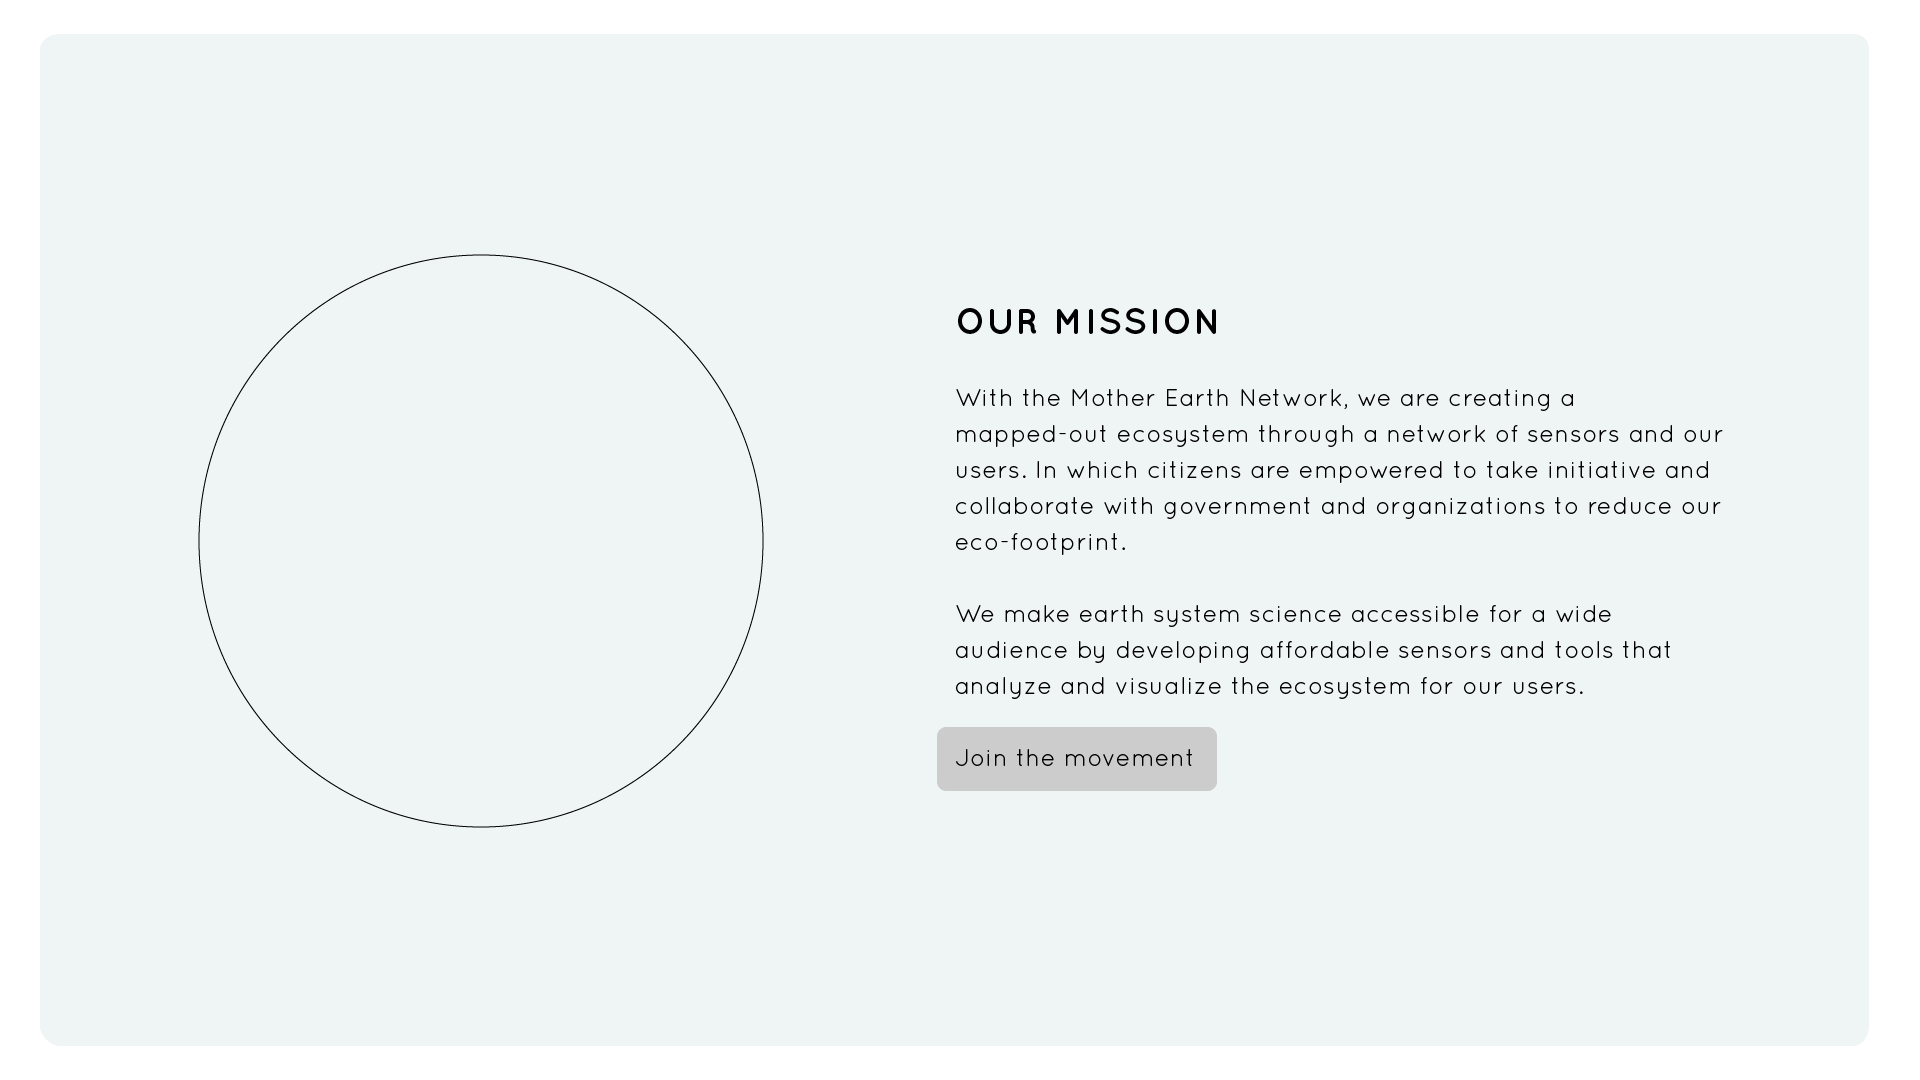 OUR MISSION
With the Mother Earth Network, we are creating a
mapped-out ecosystem through a network of sensors and our
users. In which citizens are empowered to take initiative and
collaborate with government and organizations to reduce our
eco-footprint.
We make earth system science accessible for a wide
audience by developing affordable sensors and tools that
analyze and visualize the ecosystem for our users.
Join the movement